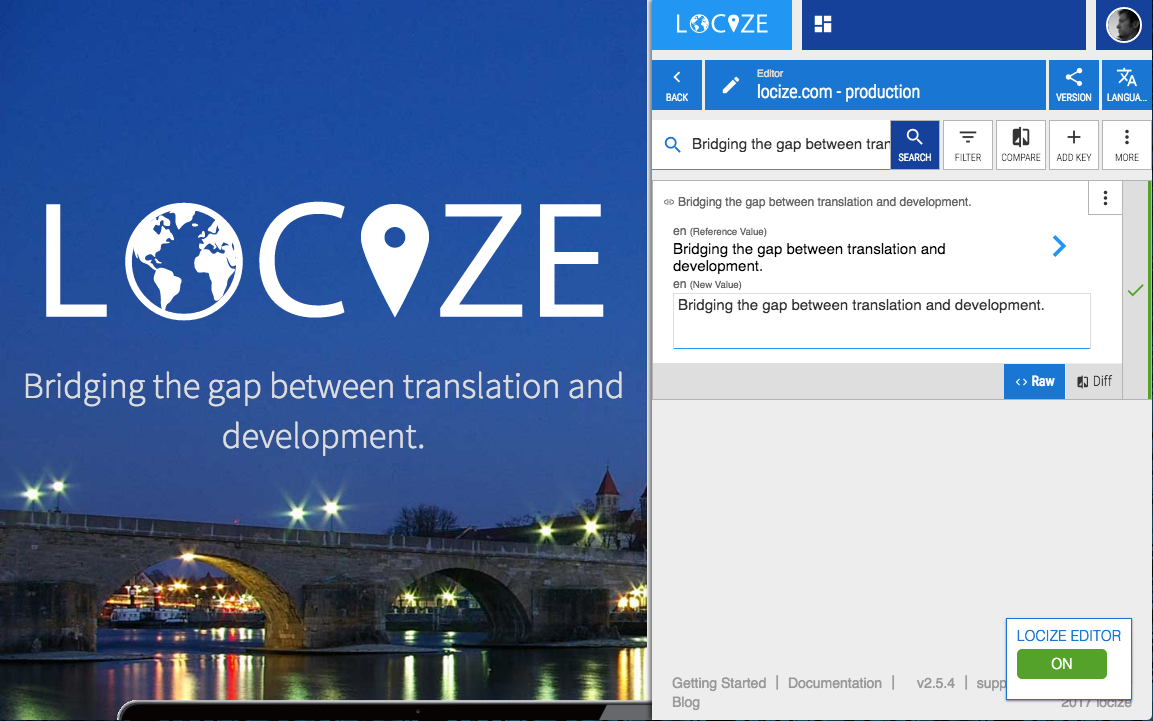 LOCIZE
Bridging the gap between translation and
development.
LOCIZE
BACK
Editor
locize.com - production
VERSION
LANGUA...
Bridging the gap between tran
SEARCH
FILTER
COMPARE
ADD KEY
MORE
Bridging the gap between translation and development.
en (Reference Value)
Bridging the gap between translation and
development.
en (New Value)
Bridging the gap between translation and development.
<> Raw
Diff
LOCIZE EDITOR
ON
Getting Started | Documentation | v2.5.4 | supp
Blog
2017 locize